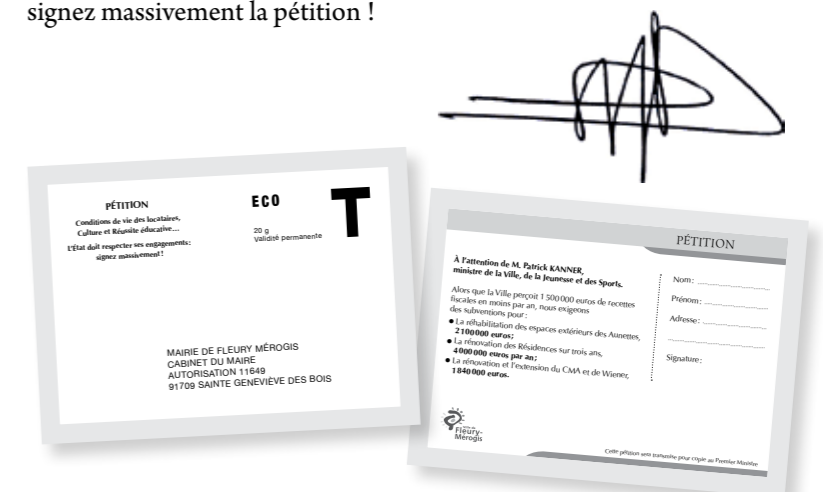 signez massivement la pétition !
PÉTITION
Conditions de vie des locataires,
Culture et Réussite éducative...
L'État doit respecter ses engagements:
signez massivement!
ECO
20 g
Validité permanente
T
MAIRIE DE FLEURY MÉROGIS
CABINET DU MAIRE
AUTORISATION 11649
91709 SAINTE GENEVIÈVE DES BOIS
PÉTITION
À l'attention de M. Patrick KANNER,
ministre de la Ville, de la Jeunesse et des Sports.
Alors que la Ville perçoit 1 500 000 euros de recettes
fiscales en moins par an, nous exigeons
des subventions pour :
● La réhabilitation des espaces extérieurs des Aunettes,
2 100 000 euros;
● La rénovation des Résidences sur trois ans,
4 000 000 euros par an;
● La rénovation et l'extension du CMA et de Wiener,
1 840 000 euros.
Nom:
Prénom:
Adresse:
Signature:
Fleury-
Mérogis
Cette pétition sera transmise pour copie au Premier Ministre